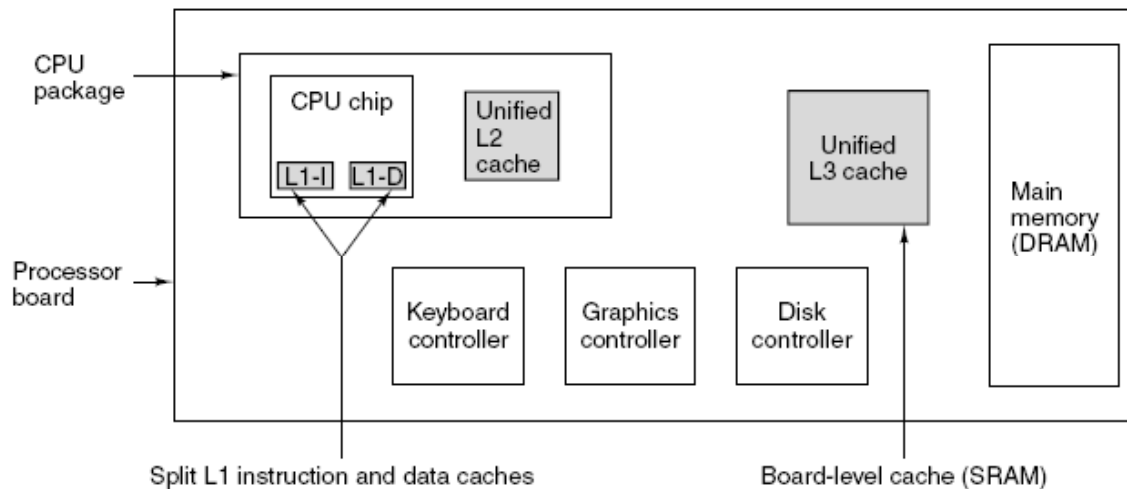 CPU
package
CPU chip
L1-I
L1-D
Unified
L2
cache
Unified
L3 cache
Main
memory
(DRAM)
Processor
board
Keyboard
controller
Graphics
controller
Disk
controller
Split L1 instruction and data caches
Board-level cache (SRAM)